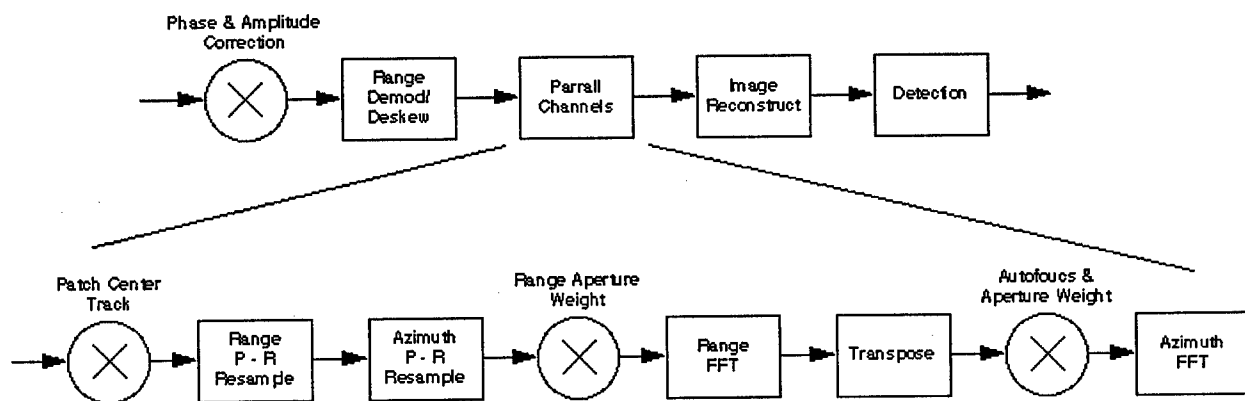 Phase & Amplitude
Correction
Range
Demod/
Deskew
Parrall
Channels
Image
Reconstruct
Detection
Patch Center
Track
Range
P - R
Resample
Azimuth
P - R
Resample
Range Aperture
Weight
Range
FFT
Transpose
Autofoucs &
Aperture Weight
Azimuth
FFT